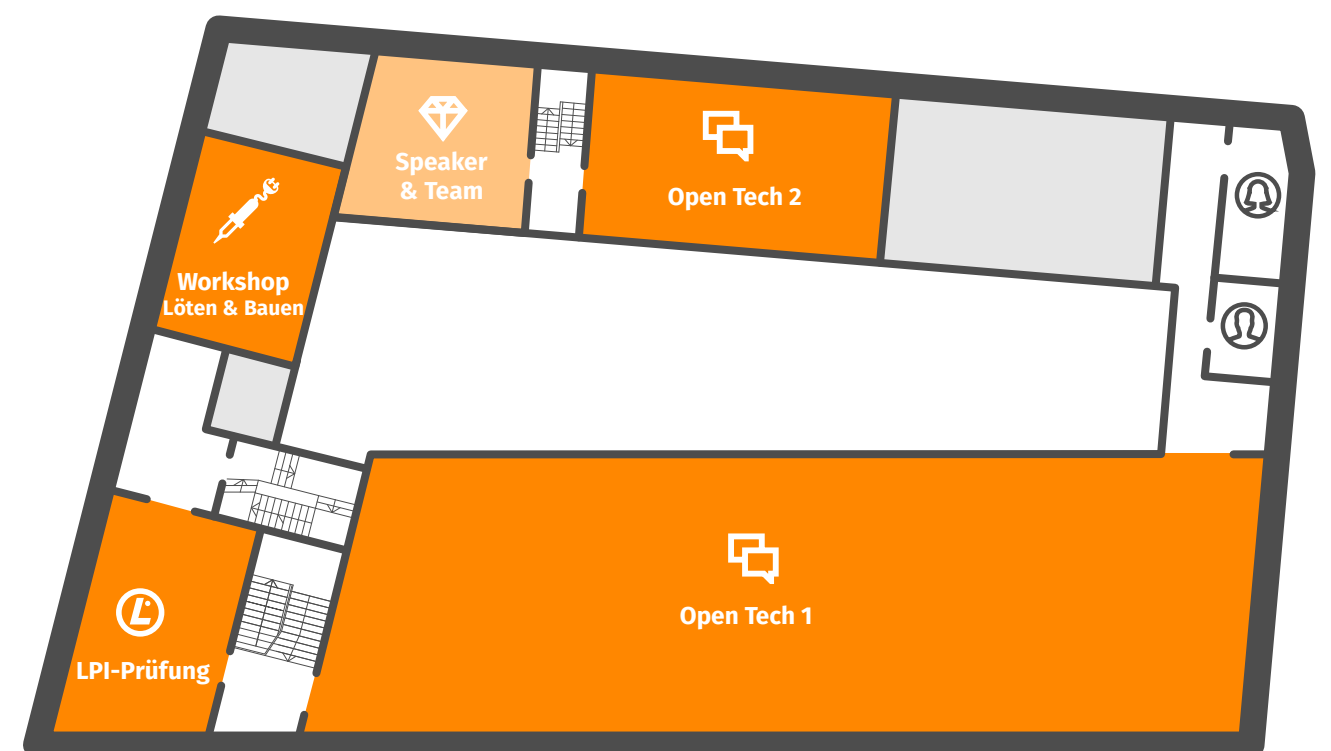 Speaker
& Team
Open Tech 2
Workshop
Löten & Bauen
Open Tech 1
LPI-Prüfung